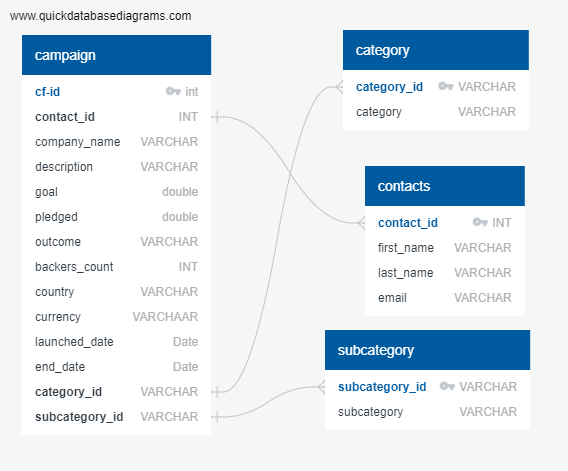 www.quickdatabasediagrams.com
campaign
cf-id int
contact_id INT
company_name VARCHAR
description VARCHAR
goal double
pledged double
outcome VARCHAR
backers_count INT
country VARCHAR
currency VARCHAAR
launched_date Date
end_date Date
category_id VARCHAR
subcategory_id VARCHAR
category
category_id VARCHAR
category VARCHAR
contacts
contact_id INT
first_name VARCHAR
last_name VARCHAR
email VARCHAR
subcategory
subcategory_id VARCHAR
subcategory VARCHAR